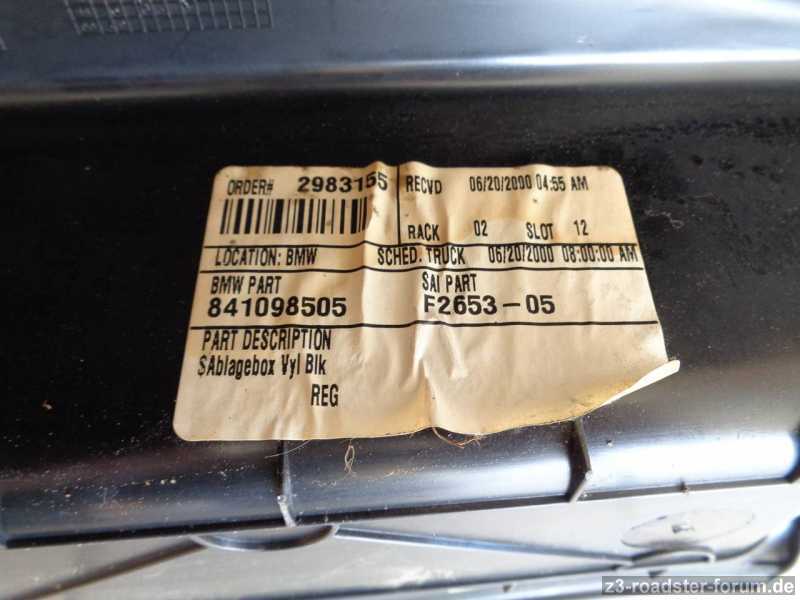 ORDER# 2983155 RECVD 06/20/2000 04:55 AM
RACK 02 SLOT 12
LOCATION: BMW SCHED. TRUCK 06/20/2000 08:00:00 AM
BMW PART SAI PART
841098505 F2653-05
PART DESCRIPTION
$Ablagebox Vyl Blk
REG
z3-roadster-forum.de